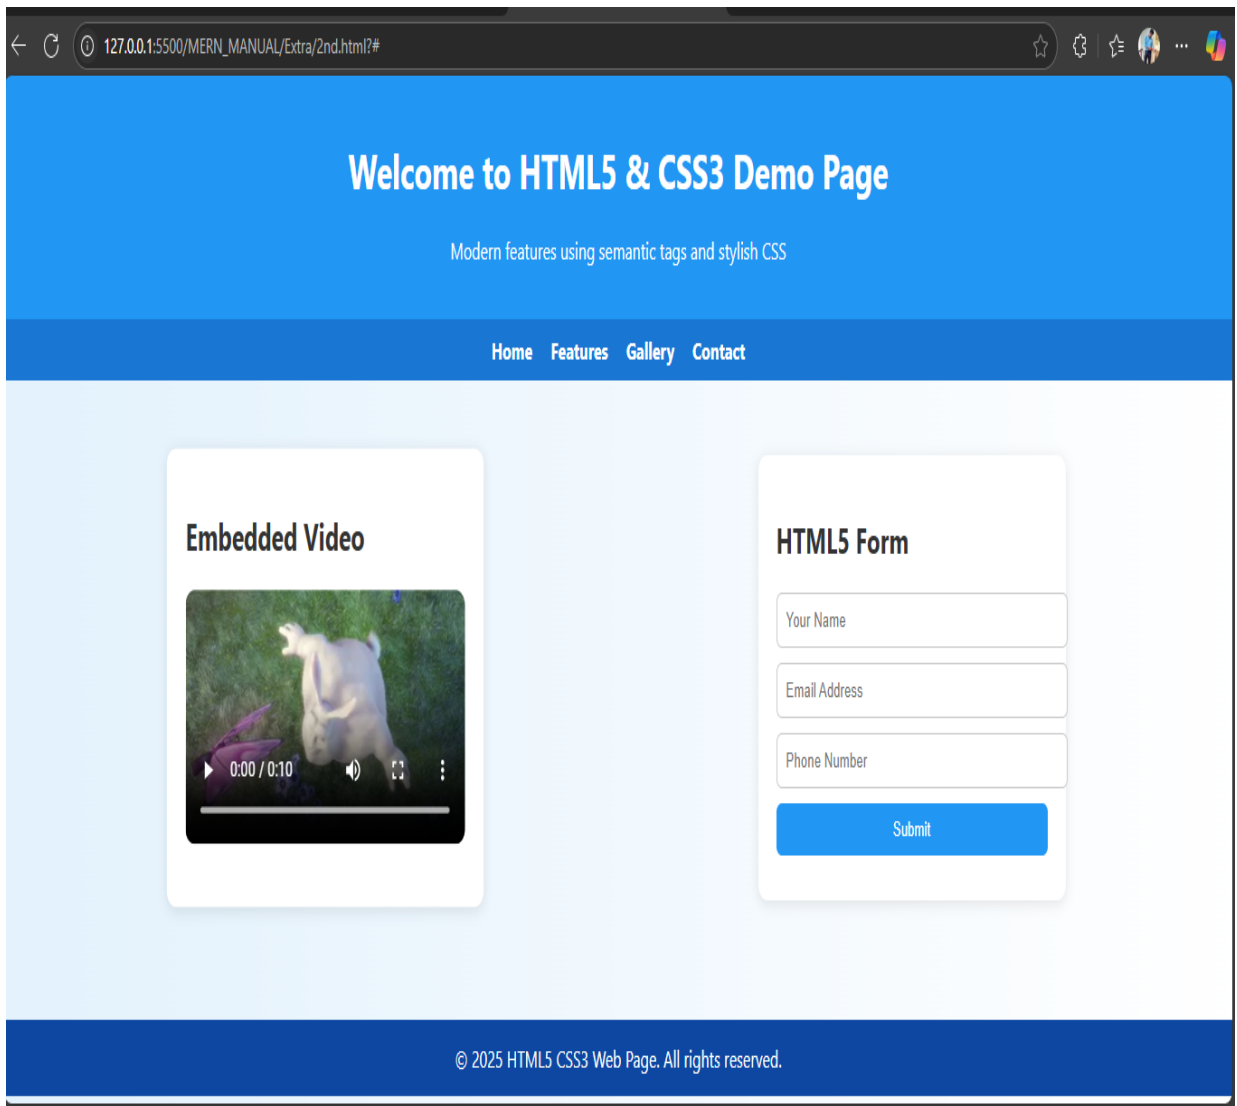 127.0.0.1:5500/MERN_MANUAL/Extra/2nd.html?#
Welcome to HTML5 & CSS3 Demo Page
Modern features using semantic tags and stylish CSS
Home Features Gallery Contact
Embedded Video
0:00 / 0:10
HTML5 Form
Your Name
Email Address
Phone Number
Submit
© 2025 HTML5 CSS3 Web Page. All rights reserved.